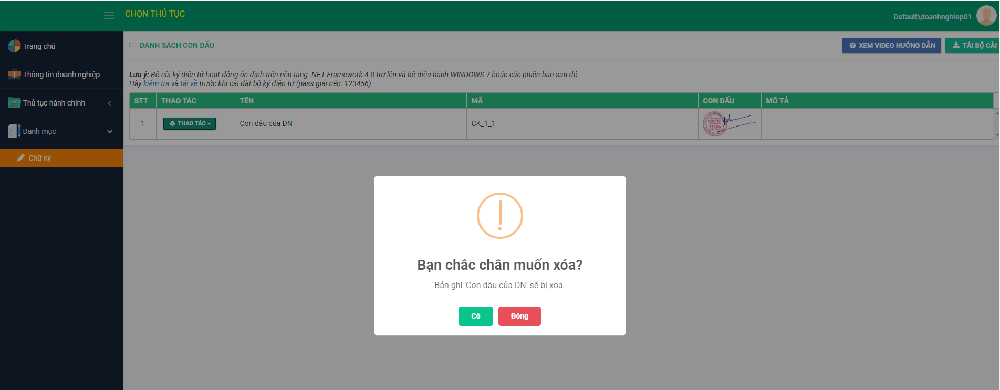 CHỌN THỦ TỤC
Default\doanhnghiep01
Trang chủ
Thông tin doanh nghiệp
Thủ tục hành chính
Danh mục
Chữ ký
DANH SÁCH CON DẤU
XEM VIDEO HƯỚNG DẪN
TẢI BỘ CÀI
Lưu ý: Bộ cài ký điện tử hoạt động ổn định trên nền tảng .NET Framework 4.0 trở lên và hệ điều hành WINDOWS 7 hoặc các phiên bản sau đó.
Hãy kiểm tra và tải về trước khi cài đặt bộ ký điện tử (pass giải nén: 123456)
STT THAO TÁC TÊN MÃ CON DẤU MÔ TẢ
1 THAO TÁC Con dâu của DN CK_1_1
STADA
VIỆT NAM
Bạn chắc chắn muốn xóa?
Bản ghi 'Con dâu của DN' sẽ bị xóa.
Có
Đóng